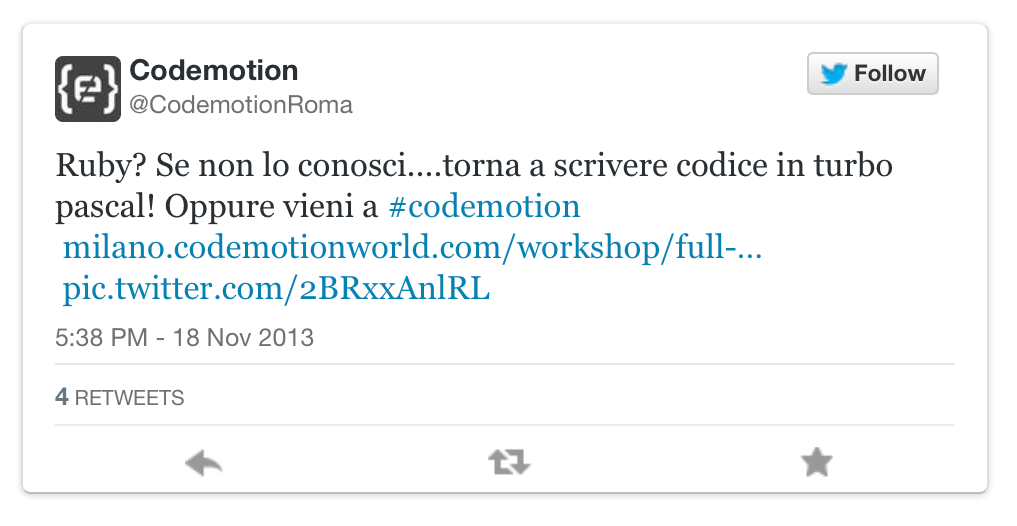 Codemotion
@CodemotionRoma
Follow
Ruby? Se non lo conosci....torna a scrivere codice in turbo
pascal! Oppure vieni a #codemotion
milano.codemotionworld.com/workshop/full-...
pic.twitter.com/2BRxxAnlRL
5:38 PM - 18 Nov 2013
4 RETWEETS